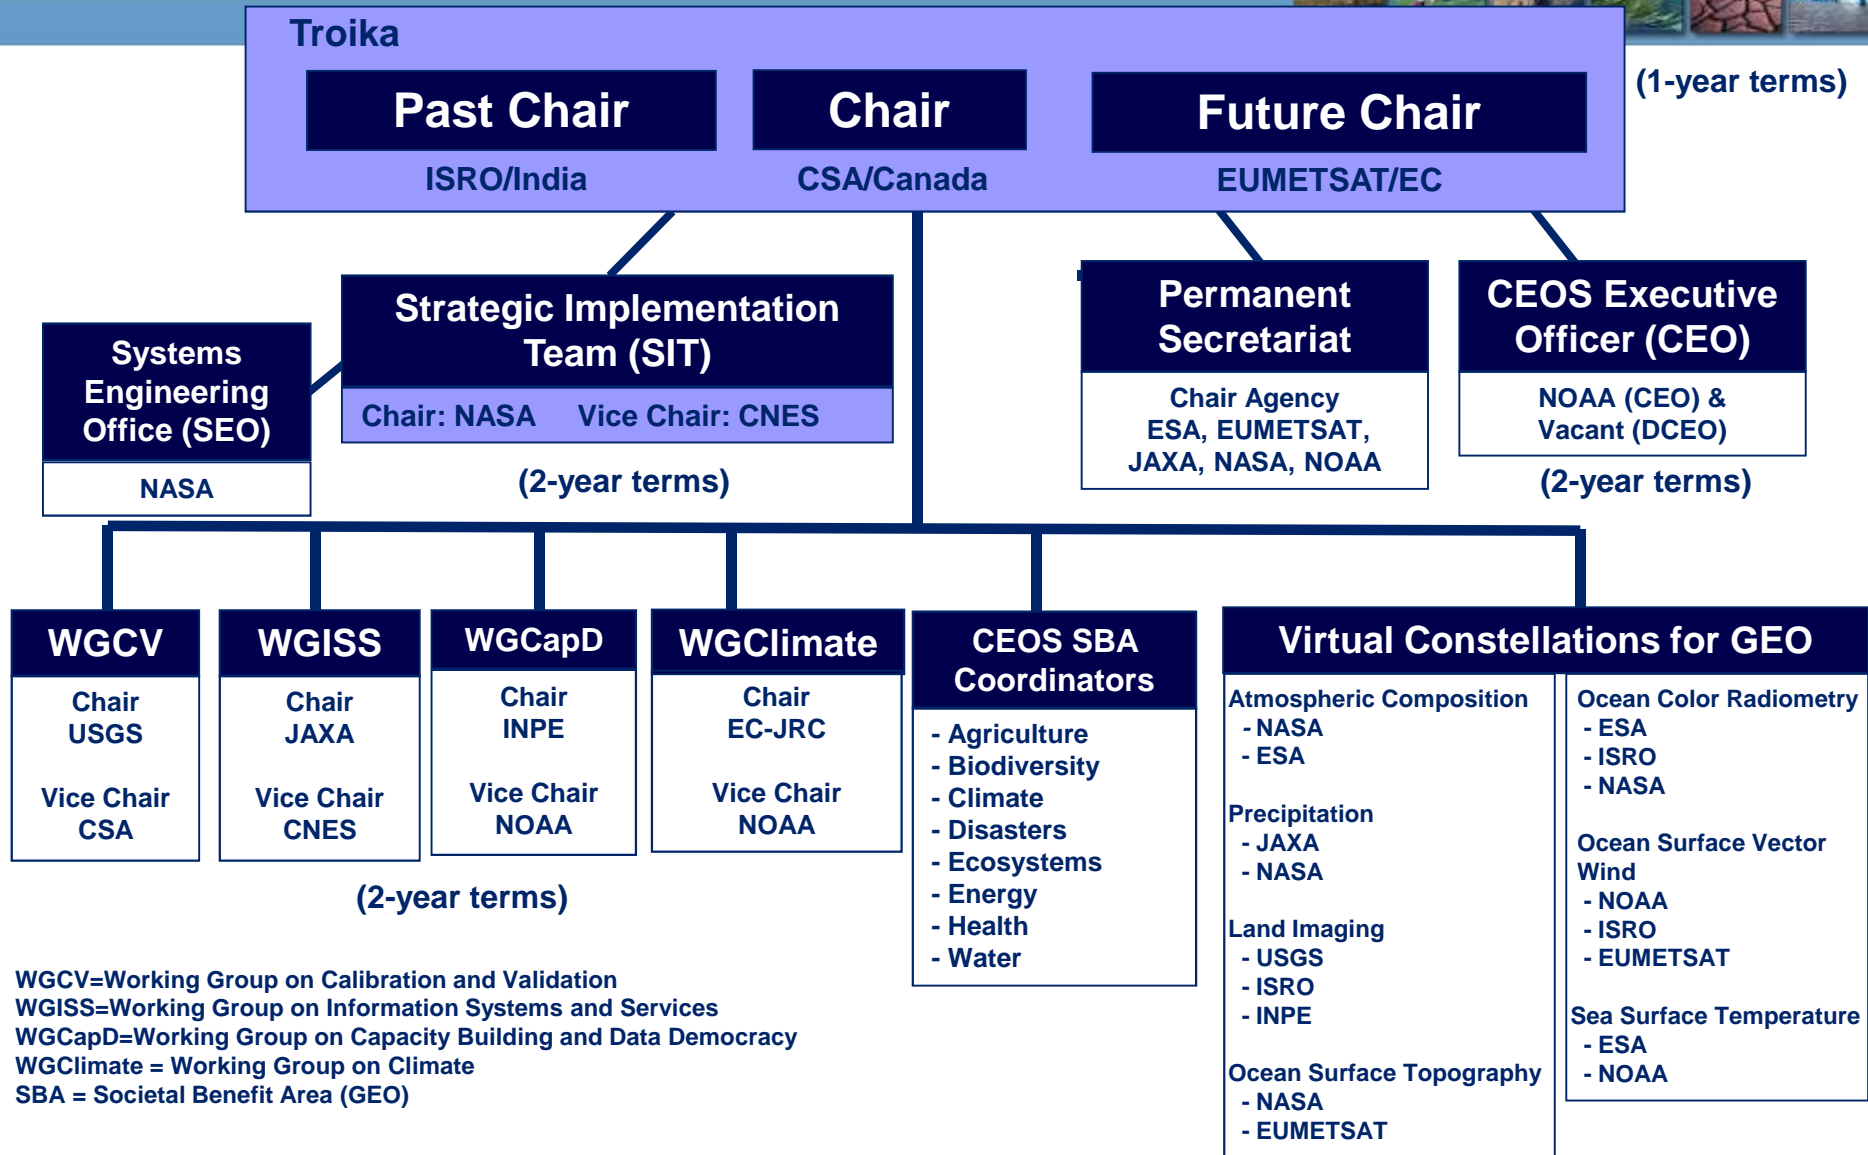 Troika
Past Chair
ISRO/India
Chair
CSA/Canada
Future Chair
EUMETSAT/EC
(1-year terms)
Systems
Engineering
Office (SEO)
NASA
Strategic Implementation
Team (SIT)
Chair: NASA Vice Chair: CNES
(2-year terms)
Permanent
Secretariat
Chair Agency
ESA, EUMETSAT,
JAXA, NASA, NOAA
CEOS Executive
Officer (CEO)
NOAA (CEO) &
Vacant (DCEO)
(2-year terms)
WGCV
Chair
USGS
Vice Chair
CSA
WGISS
Chair
JAXA
Vice Chair
CNES
WGCapD
Chair
INPE
Vice Chair
NOAA
WGClimate
Chair
EC-JRC
Vice Chair
NOAA
(2-year terms)
CEOS SBA
Coordinators
- Agriculture
- Biodiversity
- Climate
- Disasters
- Ecosystems
- Energy
- Health
- Water
Virtual Constellations for GEO
Atmospheric Composition
- NASA
- ESA
Precipitation
- JAXA
- NASA
Land Imaging
- USGS
- ISRO
- INPE
Ocean Surface Topography
- NASA
- EUMETSAT
Ocean Color Radiometry
- ESA
- ISRO
- NASA
Ocean Surface Vector
Wind
- NOAA
- ISRO
- EUMETSAT
Sea Surface Temperature
- ESA
- NOAA
WGCV=Working Group on Calibration and Validation
WGISS=Working Group on Information Systems and Services
WGCapD=Working Group on Capacity Building and Data Democracy
WGClimate = Working Group on Climate
SBA = Societal Benefit Area (GEO)